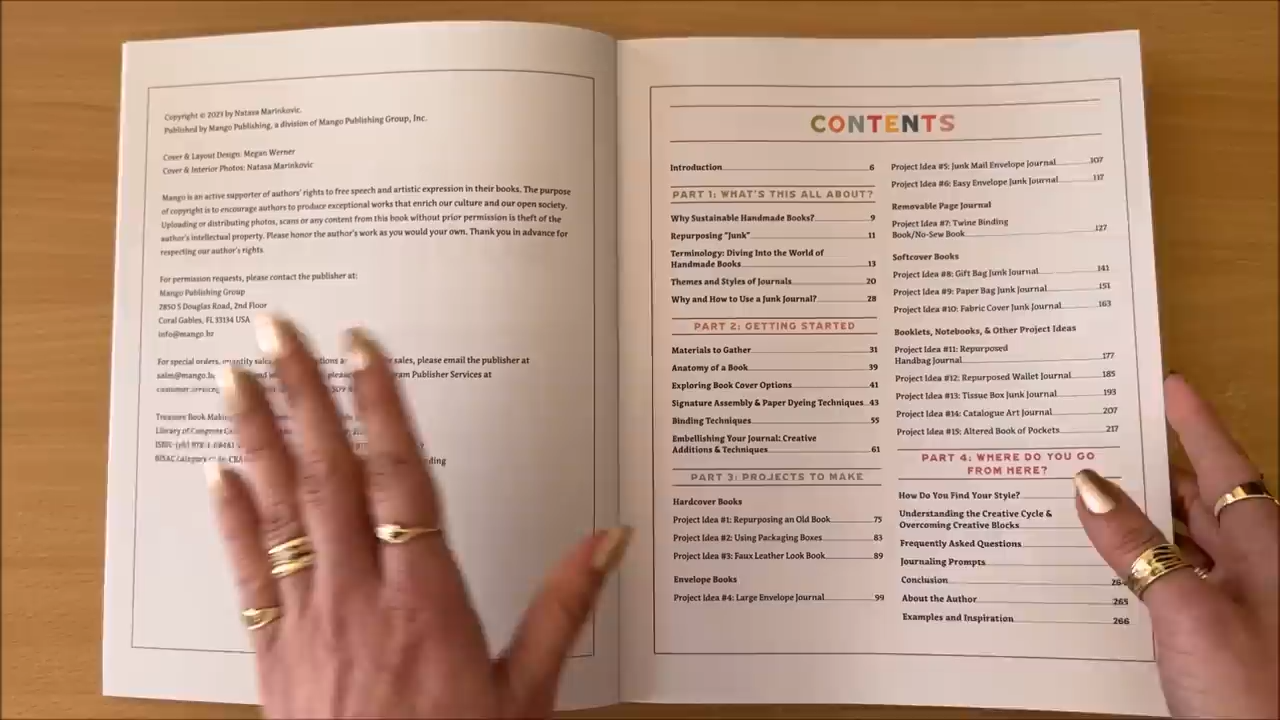 Copyright © 2023 by Natasa Marinkovic.
Published by Mango Publishing, a division of Mango Publishing Group, Inc.
Cover & Layout Design: Megan Werner
Cover & Interior Photos: Natasa Marinkovic
Mango is an active supporter of authors' rights to free speech and artistic expression in their books. The purpose
of copyright is to encourage authors to produce exceptional works that enrich our culture and our open society.
Uploading or distributing photos, scans or any content from this book without prior permission is theft of the
author's intellectual property. Please honor the author's work as you would your own. Thank you in advance for
respecting our author's rights.
For permission requests, please contact the publisher at:
Mango Publishing Group
2850 S Douglas Road, 2nd Floor
Coral Gables, FL 33134 USA
info@mango.bz
For special orders, quantity sales, sales, please email the publisher at
Publisher Services at
Treasure Book Making
Library of Congress
CONTENTS
Introduction 6
PART 1: WHAT'S THIS ALL ABOUT?
Why Sustainable Handmade Books? 9
Repurposing "Junk" 11
Terminology: Diving Into the World of
Handmade Books 13
Themes and Styles of Journals 20
Why and How to Use a Junk Journal? 28
PART 2: GETTING STARTED
Materials to Gather 31
Anatomy of a Book 39
Exploring Book Cover Options 41
Signature Assembly & Paper Dyeing Techniques 43
Binding Techniques 55
Embellishing Your Journal: Creative
Additions & Techniques 61
PART 3: PROJECTS TO MAKE
Hardcover Books
Project Idea #1: Repurposing an Old Book 75
Project Idea #2: Using Packaging Boxes 83
Project Idea #3: Faux Leather Look Book 89
Envelope Books
Project Idea #4: Large Envelope Journal 99
Project Idea #5: Junk Mail Envelope Journal 107
Project Idea #6: Easy Envelope Junk Journal 117
Removable Page Journal
Project Idea #7: Twine Binding
Book/No-Sew Book 127
Softcover Books
Project Idea #8: Gift Bag Junk Journal 141
Project Idea #9: Paper Bag Junk Journal 151
Project Idea #10: Fabric Cover Junk Journal 163
Booklets, Notebooks, & Other Project Ideas
Project Idea #11: Repurposed
Handbag Journal 177
Project Idea #12: Repurposed Wallet Journal 185
Project Idea #13: Tissue Box Junk Journal 193
Project Idea #14: Catalogue Art Journal 207
Project Idea #15: Altered Book of Pockets 217
PART 4: WHERE DO YOU GO
FROM HERE?
How Do You Find Your Style?
Understanding the Creative Cycle &
Overcoming Creative Blocks
Frequently Asked Questions
Journaling Prompts
Conclusion
About the Author 265
Examples and Inspiration 266